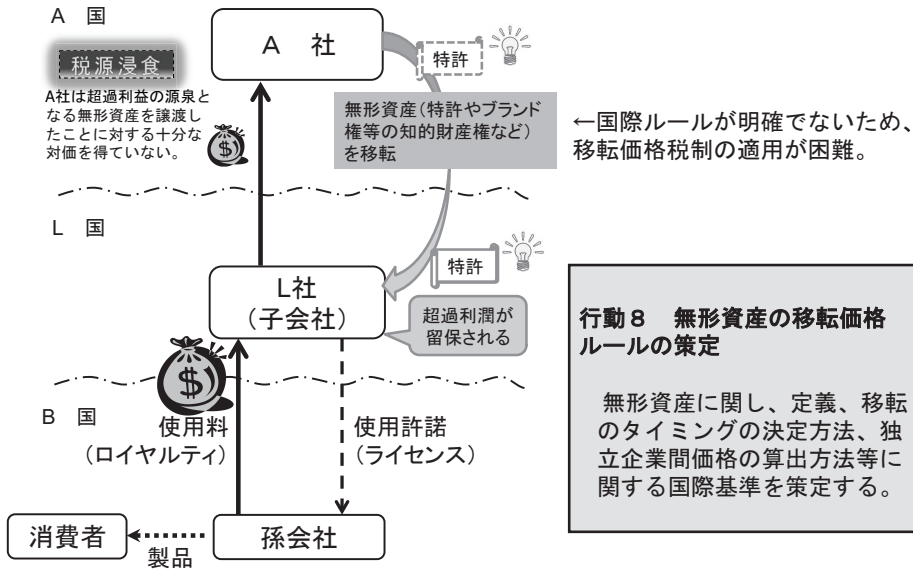 A 国
A 社
特許
税源浸食
A社は超過利益の源泉と
なる無形資産を譲渡し
たことに対する十分な
対価を得ていない。
$
無形資産(特許やブランド
権等の知的財産権など)
を移転
←国際ルールが明確でないため、
移転価格税制の適用が困難。
L 国
特許
L社
(子会社)
超過利潤が
留保される
行動8 無形資産の移転価格
ルールの策定
無形資産に関し、定義、移転
のタイミングの決定方法、独
立企業間価格の算出方法等に
関する国際基準を策定する。
$
B 国
使用料
(ロイヤルティ)
使用許諾
(ライセンス)
消費者
製品
孫会社